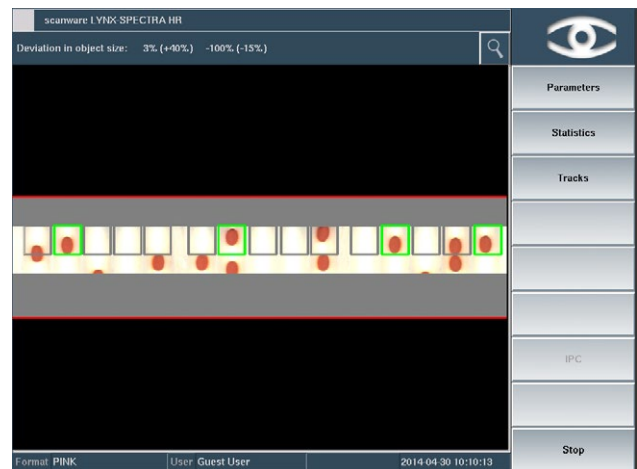 scanware LYNX SPECTRA HR
Deviation in object size: 3% (+40%) -100% (-15%)
Parameters
Statistics
Tracks
IPC
Stop
Format PINK User Guest User 2014-04-30 10:10:13